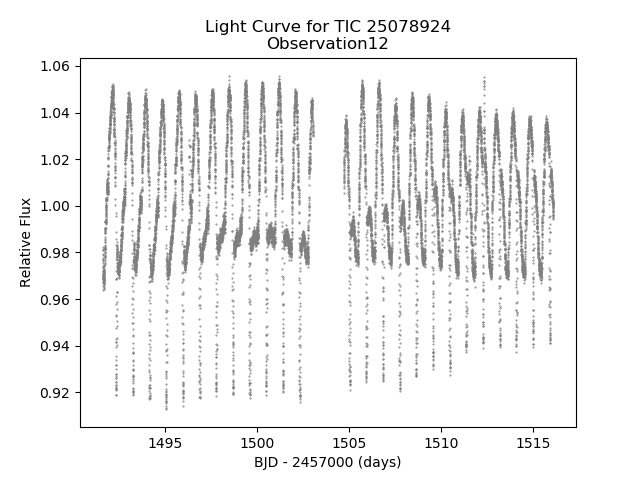 Light Curve for TIC 25078924
Observation12
1.06
1.04
1.02
1.00
0.98
0.96
0.94
0.92
Relative Flux
1495 1500 1505 1510 1515
BJD - 2457000 (days)